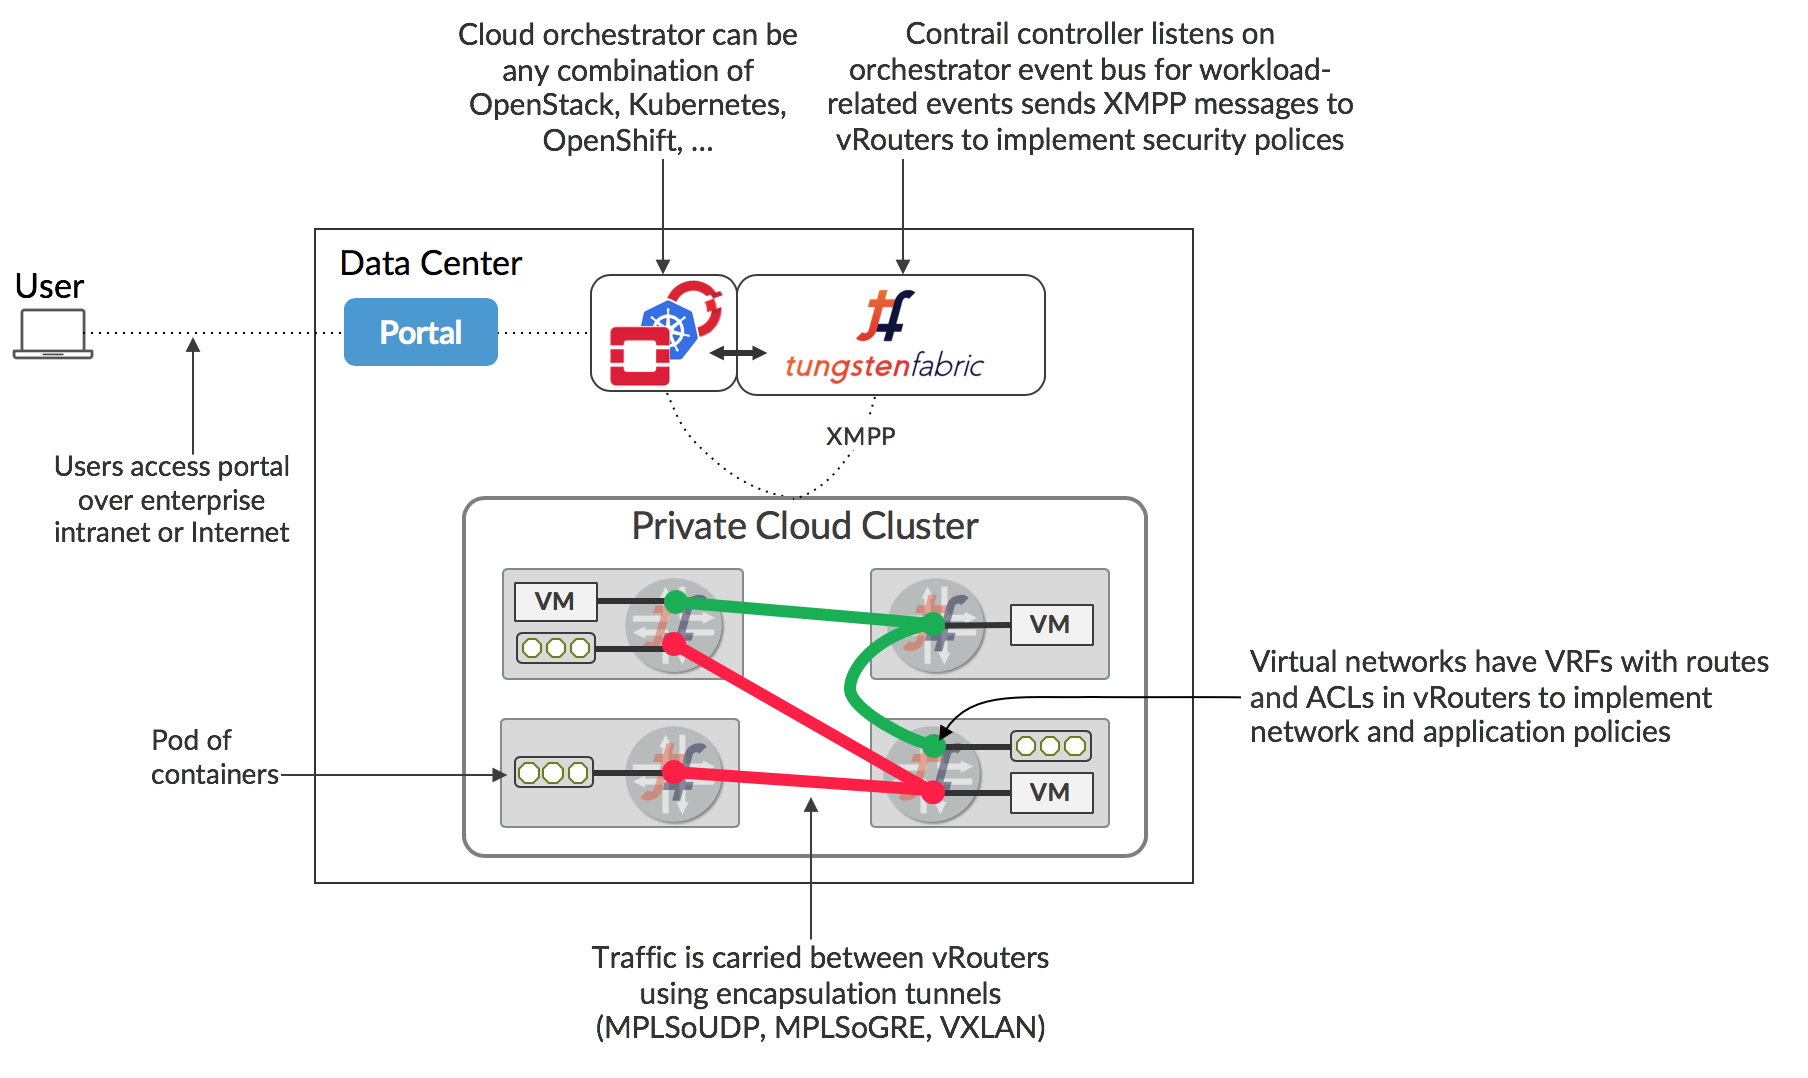 Cloud orchestrator can be
any combination of
OpenStack, Kubernetes,
OpenShift, ...
Contrail controller listens on
orchestrator event bus for workload-
related events sends XMPP messages to
vRouters to implement security polices
User
Data Center
Portal
tungstenfabric
XMPP
Users access portal
over enterprise
intranet or Internet
Private Cloud Cluster
VM
VM
Virtual networks have VRFs with routes
and ACLs in vRouters to implement
network and application policies
Pod of
containers
VM
Traffic is carried between vRouters
using encapsulation tunnels
(MPLSoUDP, MPLSoGRE, VXLAN)